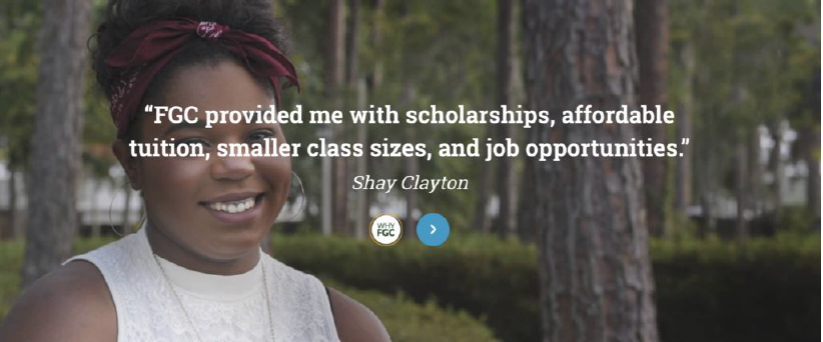 “FGC provided me with scholarships, affordable
tuition, smaller class sizes, and job opportunities.”
Shay Clayton
WHY
FGC